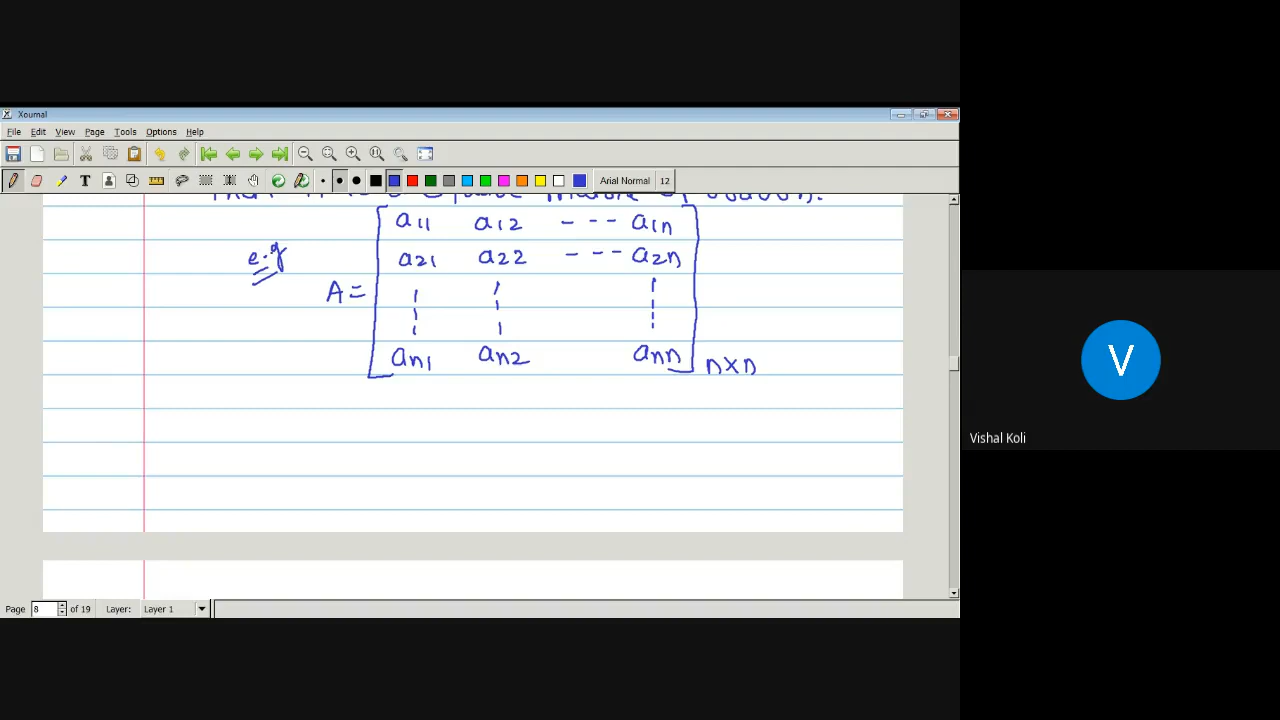 Xournal
File Edit View Page Tools Options Help
T Arial Normal 12
a11 a12 - - - a1n
e.g a21 a22 - - - a2n
A =
an1 an2 ann n×n
V
Vishal Koli
Page 8 of 19 Layer: Layer 1